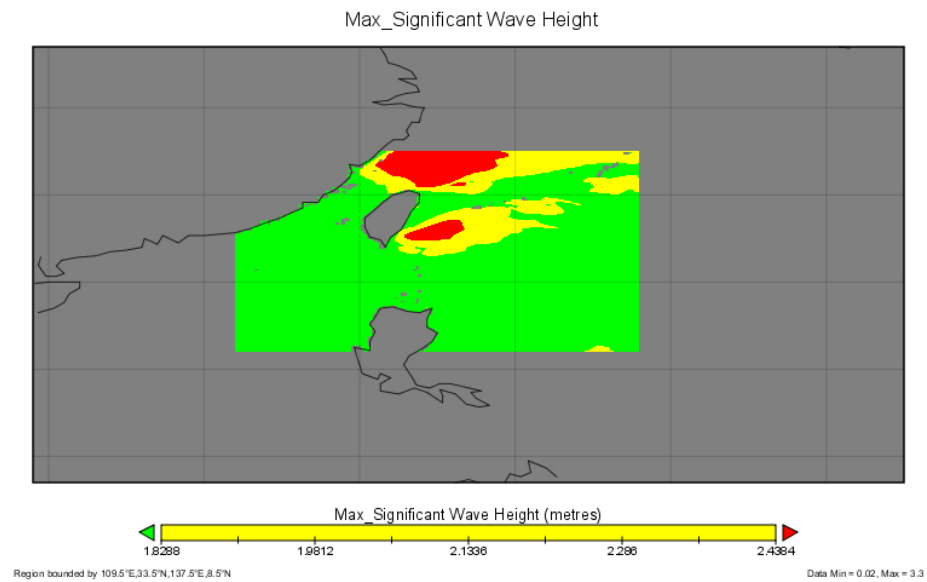 Max_Significant Wave Height
Max_Significant Wave Height (metres)
1.8288 1.9812 2.1336 2.286 2.4384
Region bounded by 109.5°E,33.5°N,137.5°E,8.5°N Data Min = 0.02, Max = 3.3